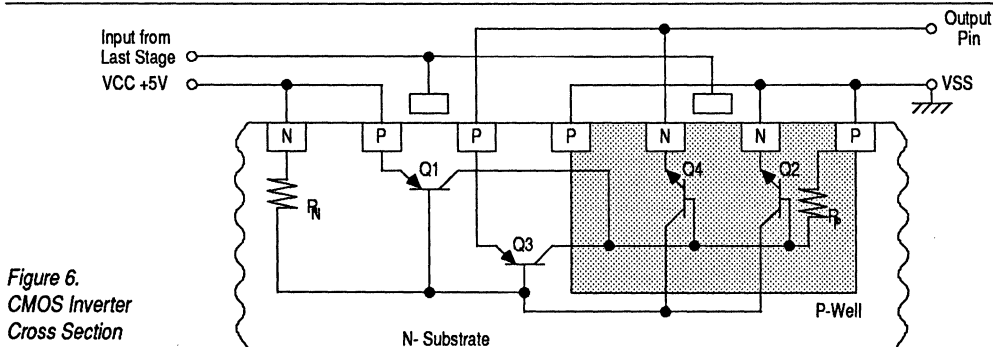 Output
Pin
Input from
Last Stage
VCC +5V
VSS
N
P
P
P
N
N
P
Q1
Q4
Q2
RN
RP
Q3
P-Well
N- Substrate
Figure 6.
CMOS Inverter
Cross Section